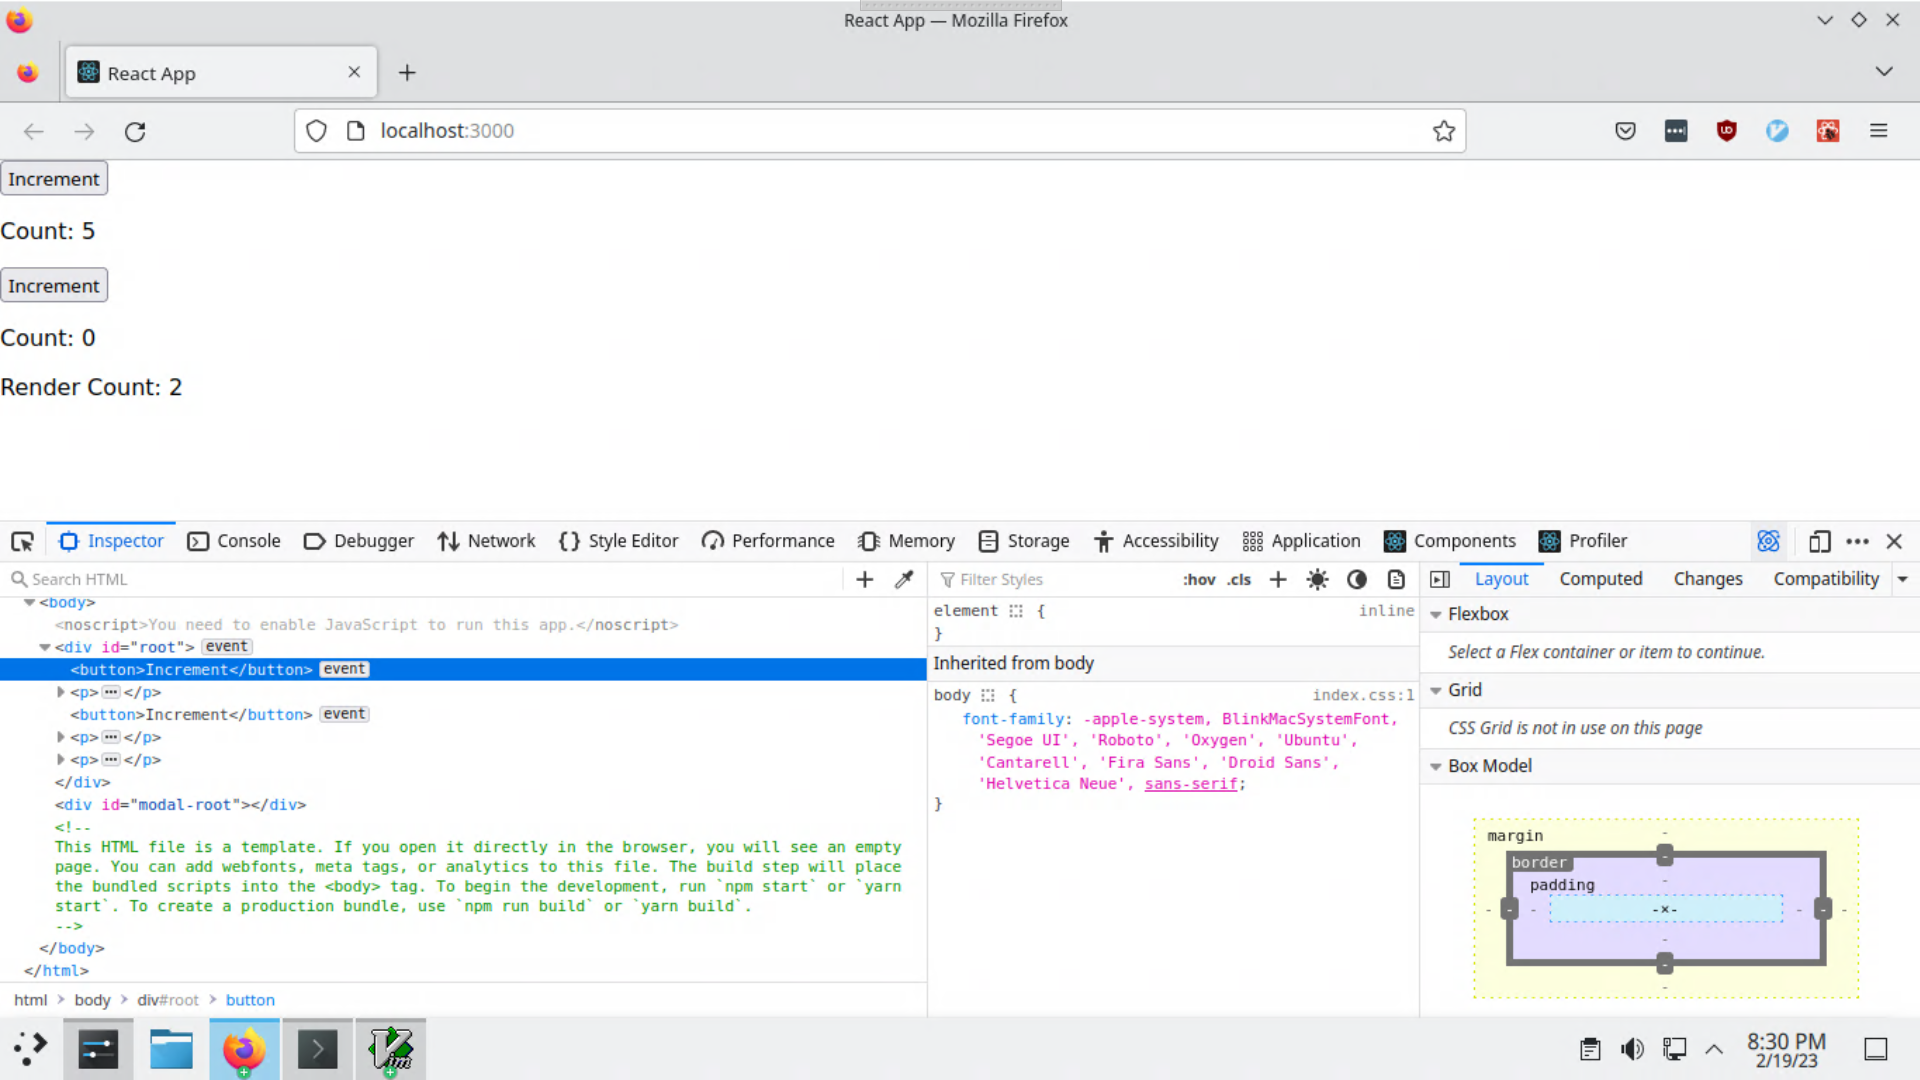 React App — Mozilla Firefox
React App
localhost:3000
Increment
Count: 5
Increment
Count: 0
Render Count: 2
Inspector Console Debugger Network Style Editor Performance Memory Storage Accessibility Application Components Profiler
Search HTML
Filter Styles :hov .cls
Layout Computed Changes Compatibility
<body>
<noscript>You need to enable JavaScript to run this app.</noscript>
<div id="root"> event
<button>Increment</button> event
<p> ⋯ </p>
<button>Increment</button> event
<p> ⋯ </p>
<p> ⋯ </p>
</div>
<div id="modal-root"></div>
<!--
This HTML file is a template. If you open it directly in the browser, you will see an empty
page. You can add webfonts, meta tags, or analytics to this file. The build step will place
the bundled scripts into the <body> tag. To begin the development, run `npm start` or `yarn
start`. To create a production bundle, use `npm run build` or `yarn build`.
-->
</body>
</html>
html > body > div#root > button
element { inline
}
Inherited from body
body { index.css:1
font-family: -apple-system, BlinkMacSystemFont,
'Segoe UI', 'Roboto', 'Oxygen', 'Ubuntu',
'Cantarell', 'Fira Sans', 'Droid Sans',
'Helvetica Neue', sans-serif;
}
Flexbox
Select a Flex container or item to continue.
Grid
CSS Grid is not in use on this page
Box Model
margin -
border -
padding -
- - - -×- - - -
-
-
-
8:30 PM
2/19/23